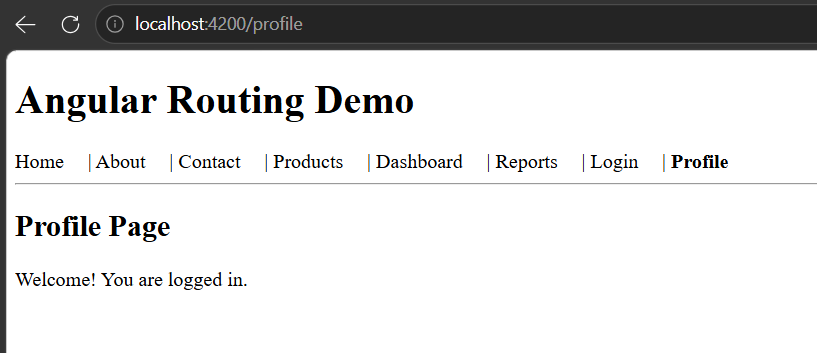 localhost:4200/profile
Angular Routing Demo
Home | About | Contact | Products | Dashboard | Reports | Login | Profile
Profile Page
Welcome! You are logged in.